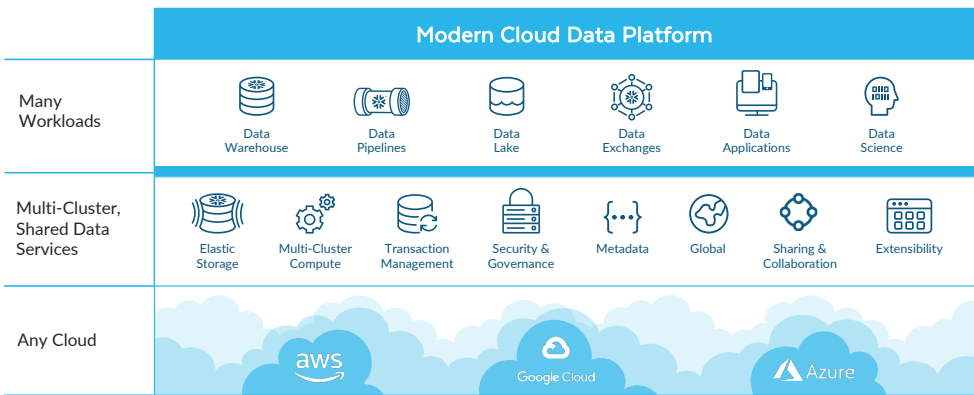 Modern Cloud Data Platform
Many
Workloads
Data
Warehouse
Data
Pipelines
Data
Lake
Data
Exchanges
Data
Applications
Data
Science
Multi-Cluster,
Shared Data
Services
Elastic
Storage
Multi-Cluster
Compute
Transaction
Management
Security &
Governance
Metadata
Global
Sharing &
Collaboration
Extensibility
Any Cloud
aws
Google Cloud
Azure